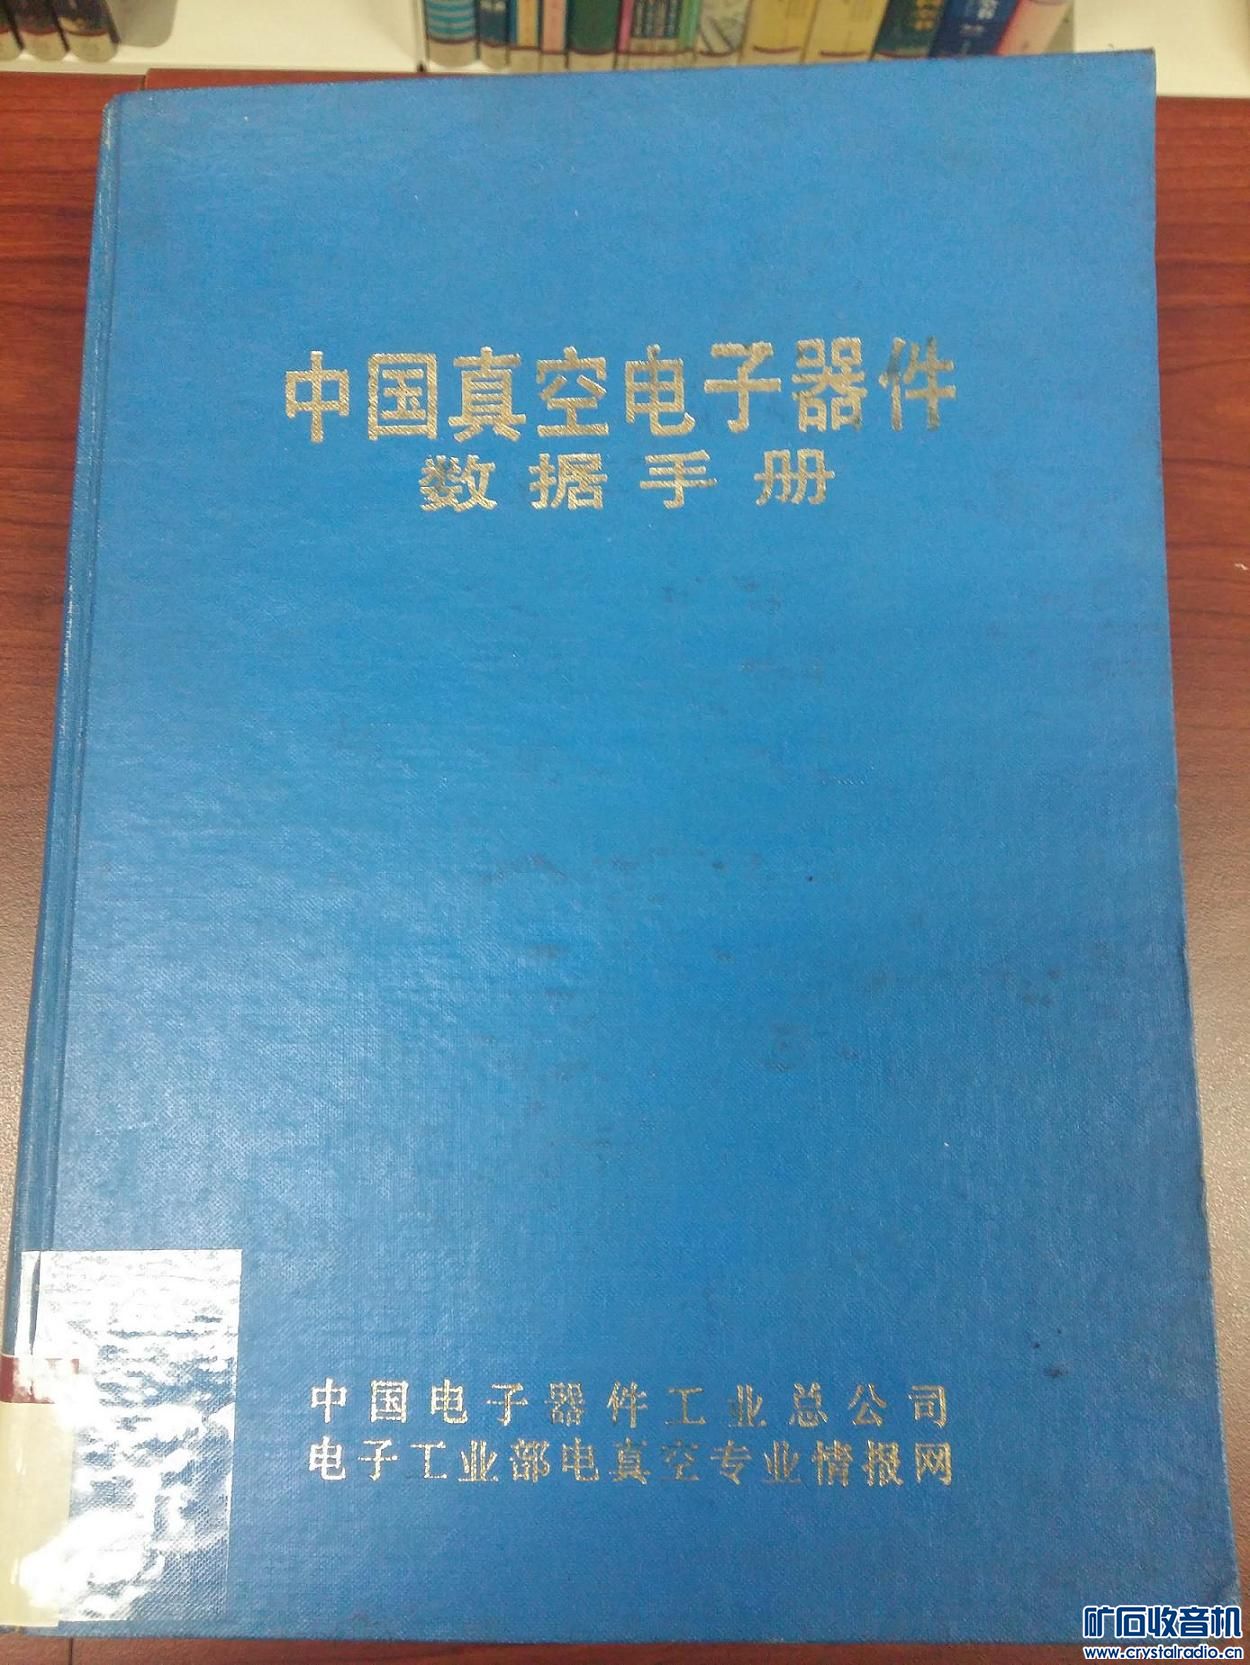 中国真空电子器件
数据手册
中国电子器件工业总公司
电子工业部电真空专业情报网
矿石收音机
www.crystalradio.cn